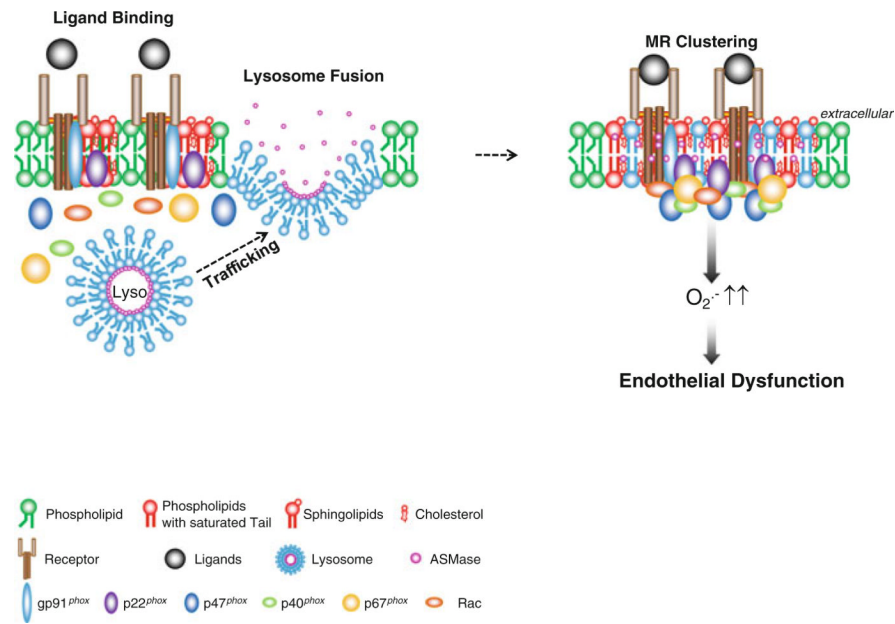 Ligand Binding
Lysosome Fusion
MR Clustering
extracellular
Trafficking
Lyso
O₂·- ↑↑
Endothelial Dysfunction
Phospholipid
Phospholipids
with saturated Tail
Sphingolipids
Cholesterol
Receptor
Ligands
Lysosome
ASMase
gp91phox
p22phox
p47phox
p40phox
p67phox
Rac